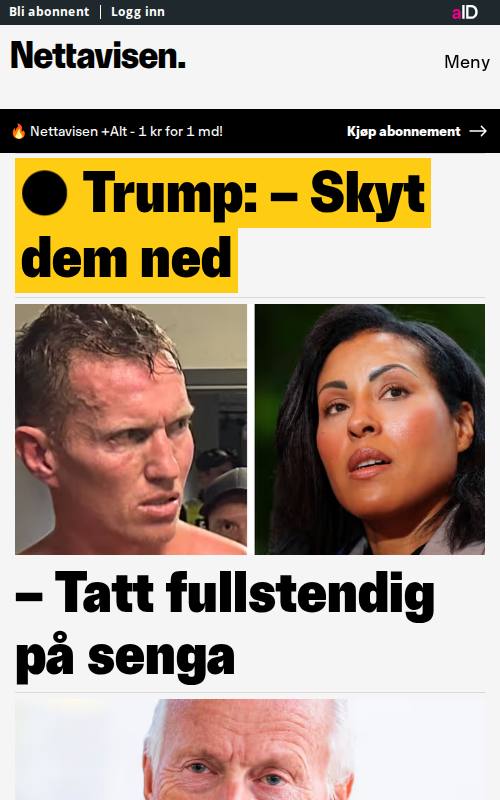 Bli abonnent | Logg inn
aID
Nettavisen.
Meny
🔥 Nettavisen +Alt - 1 kr for 1 md!
Kjøp abonnement →
Trump: – Skyt
dem ned
– Tatt fullstendig
på senga